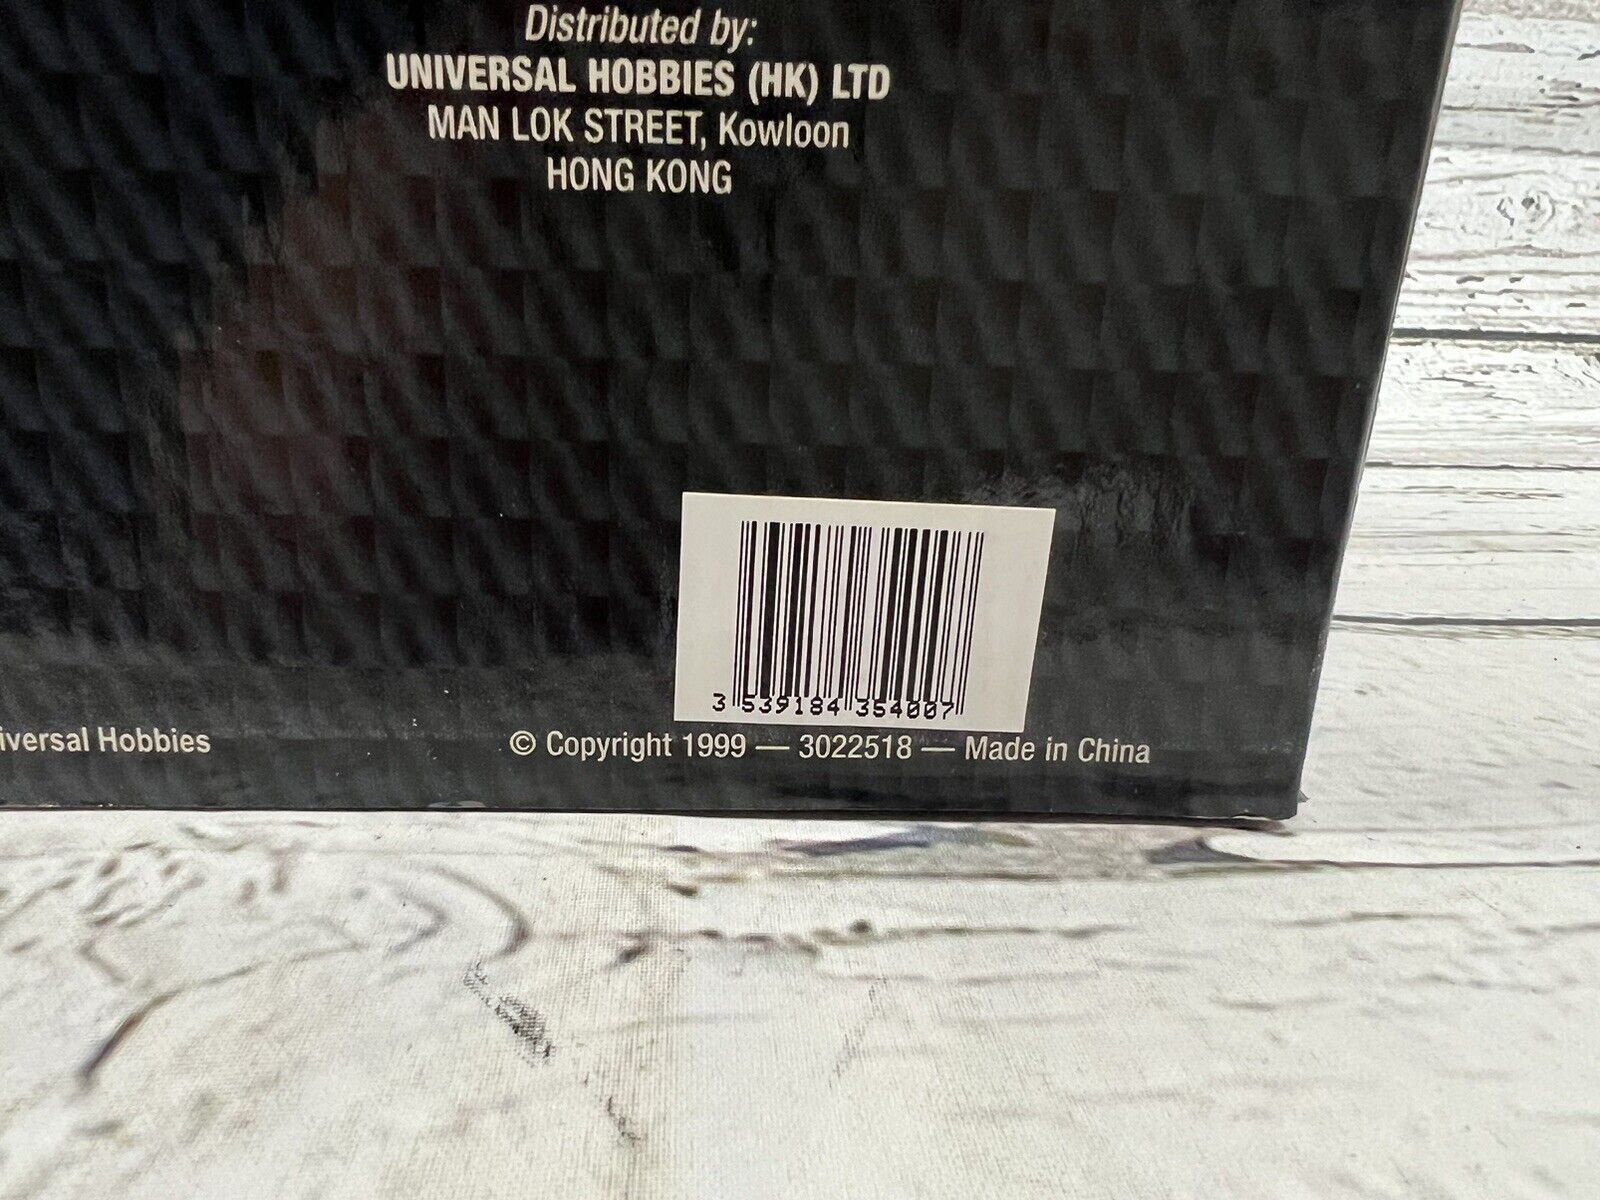 Distributed by:
UNIVERSAL HOBBIES (HK) LTD
MAN LOK STREET, Kowloon
HONG KONG
3 539184 354007
iversal Hobbies
© Copyright 1999 — 3022518 — Made in China